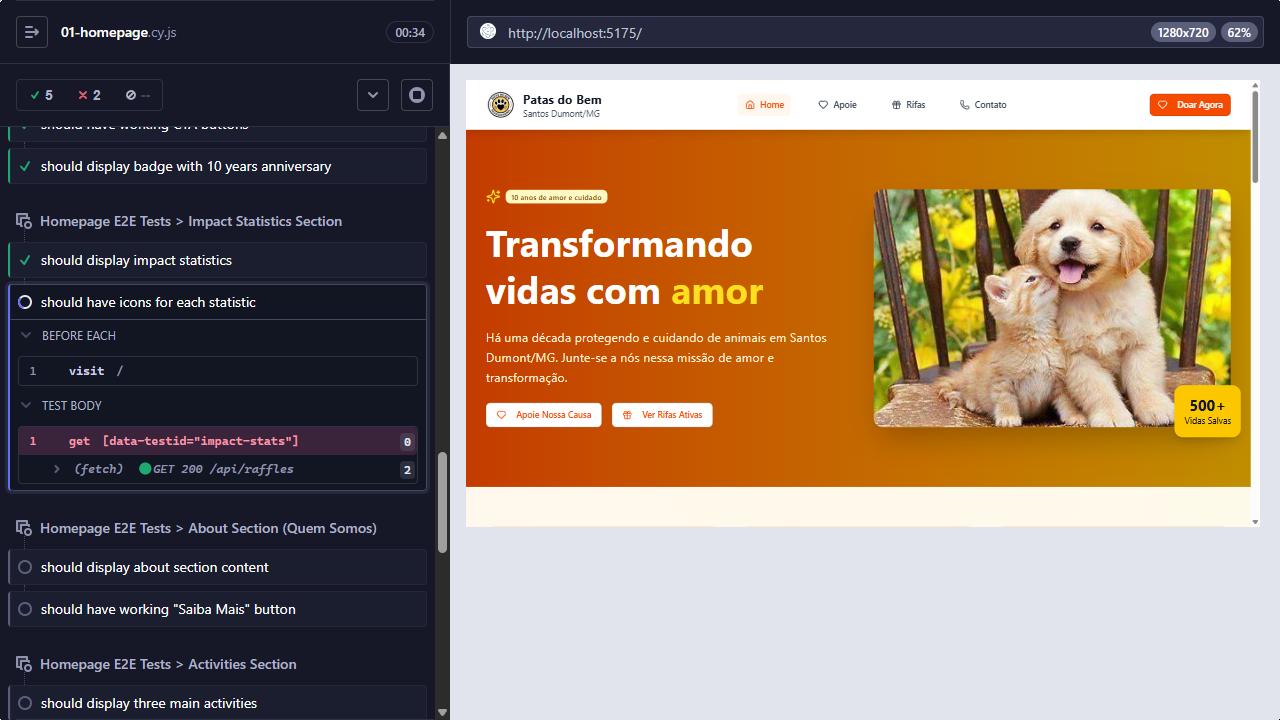 01-homepage.cy.js
00:34
5
2
--
should have working CTA buttons
should display badge with 10 years anniversary
Homepage E2E Tests > Impact Statistics Section
should display impact statistics
should have icons for each statistic
BEFORE EACH
1 visit /
TEST BODY
1 get [data-testid="impact-stats"] 0
(fetch) GET 200 /api/raffles 2
Homepage E2E Tests > About Section (Quem Somos)
should display about section content
should have working "Saiba Mais" button
Homepage E2E Tests > Activities Section
should display three main activities
http://localhost:5175/
1280x720
62%
Patas do Bem
Santos Dumont/MG
Home
Apoie
Rifas
Contato
Doar Agora
10 anos de amor e cuidado
Transformando
vidas com amor
Há uma década protegendo e cuidando de animais em Santos
Dumont/MG. Junte-se a nós nessa missão de amor e
transformação.
Apoie Nossa Causa
Ver Rifas Ativas
500+
Vidas Salvas